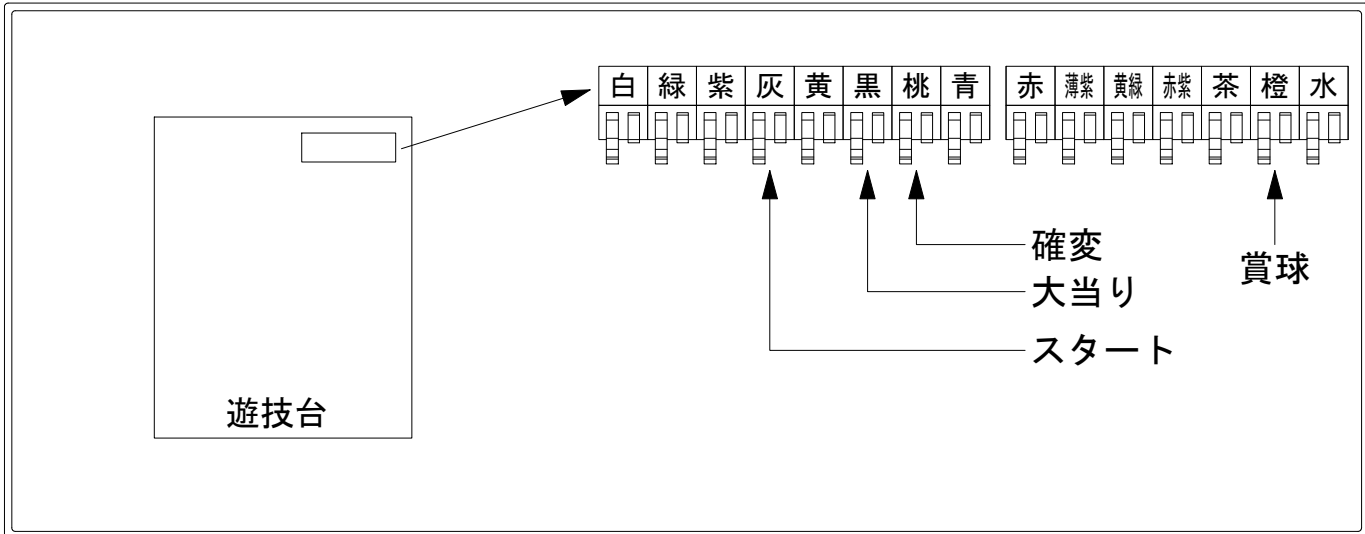 白 緑 紫 灰 黄 黒 桃 青 赤 薄紫 黄緑 赤紫 茶 橙 水
確変
賞球
大当り
スタート
遊技台